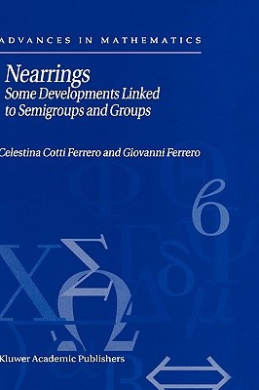 ADVANCES IN MATHEMATICS
Nearrings
Some Developments Linked
to Semigroups and Groups
Celestina Cotti Ferrero and Giovanni Ferrero
Kluwer Academic Publishers